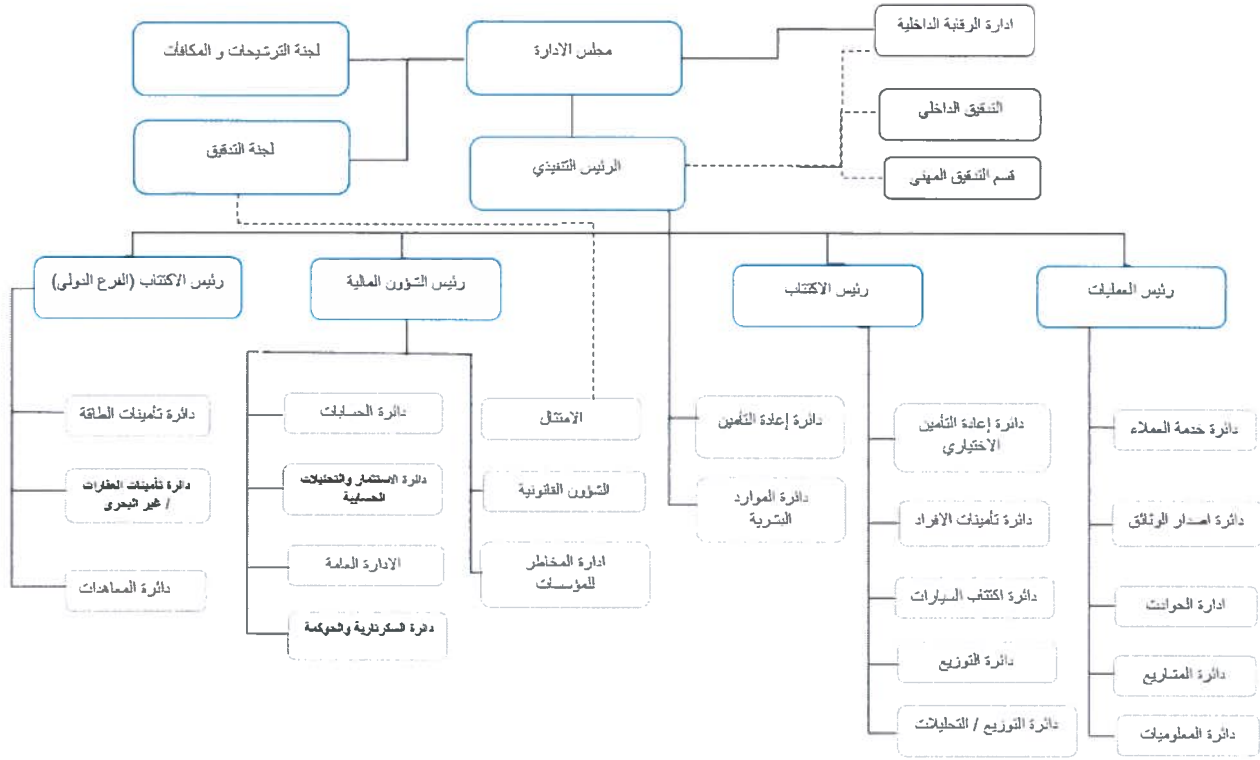 ادارة الرقابة الداخلية
مجلس الادارة
لجنة الترشيحات و المكافآت
التدقيق الداخلي
لجنة التدقيق
الرئيس التنفيذي
قسم التدقيق المهني
رئيس العمليات
رئيس الاكتتاب
رئيس الشؤون المالية
رئيس الاكتتاب (الفرع الدولي)
دائرة خدمة العملاء
دائرة اصدار الوثائق
ادارة الحوادث
دائرة المشاريع
دائرة المعلوميات
دائرة إعادة التأمين
الاختياري
دائرة تأمينات الافراد
دائرة اكتتاب السيارات
دائرة التوزيع
دائرة التوزيع / التحليلات
دائرة إعادة التأمين
دائرة الموارد
البشرية
الامتثال
الشؤون القانونية
ادارة المخاطر
للمؤسسات
دائرة الحسابات
دائرة الاستثمار والتحليلات
الحسابية
الادارة العامة
دائرة السكرتارية والحوكمة
دائرة تأمينات الطاقة
دائرة تأمينات العقارات
/ غير البحري
دائرة المعاهدات